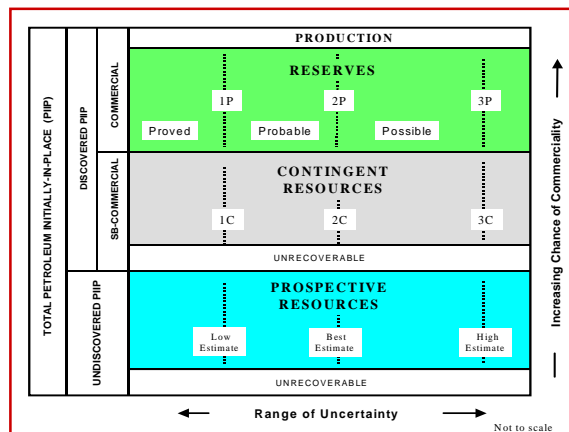 TOTAL PETROLEUM INITIALLY-IN-PLACE (PIIP)
DISCOVERED PIIP
UNDISCOVERED PIIP
COMMERCIAL
SB-COMMERCIAL
PRODUCTION
RESERVES
1P 2P 3P
Proved Probable Possible
CONTINGENT
RESOURCES
1C 2C 3C
UNRECOVERABLE
PROSPECTIVE
RESOURCES
Low Best High
Estimate Estimate Estimate
UNRECOVERABLE
Increasing Chance of Commerciality
Range of Uncertainty
Not to scale